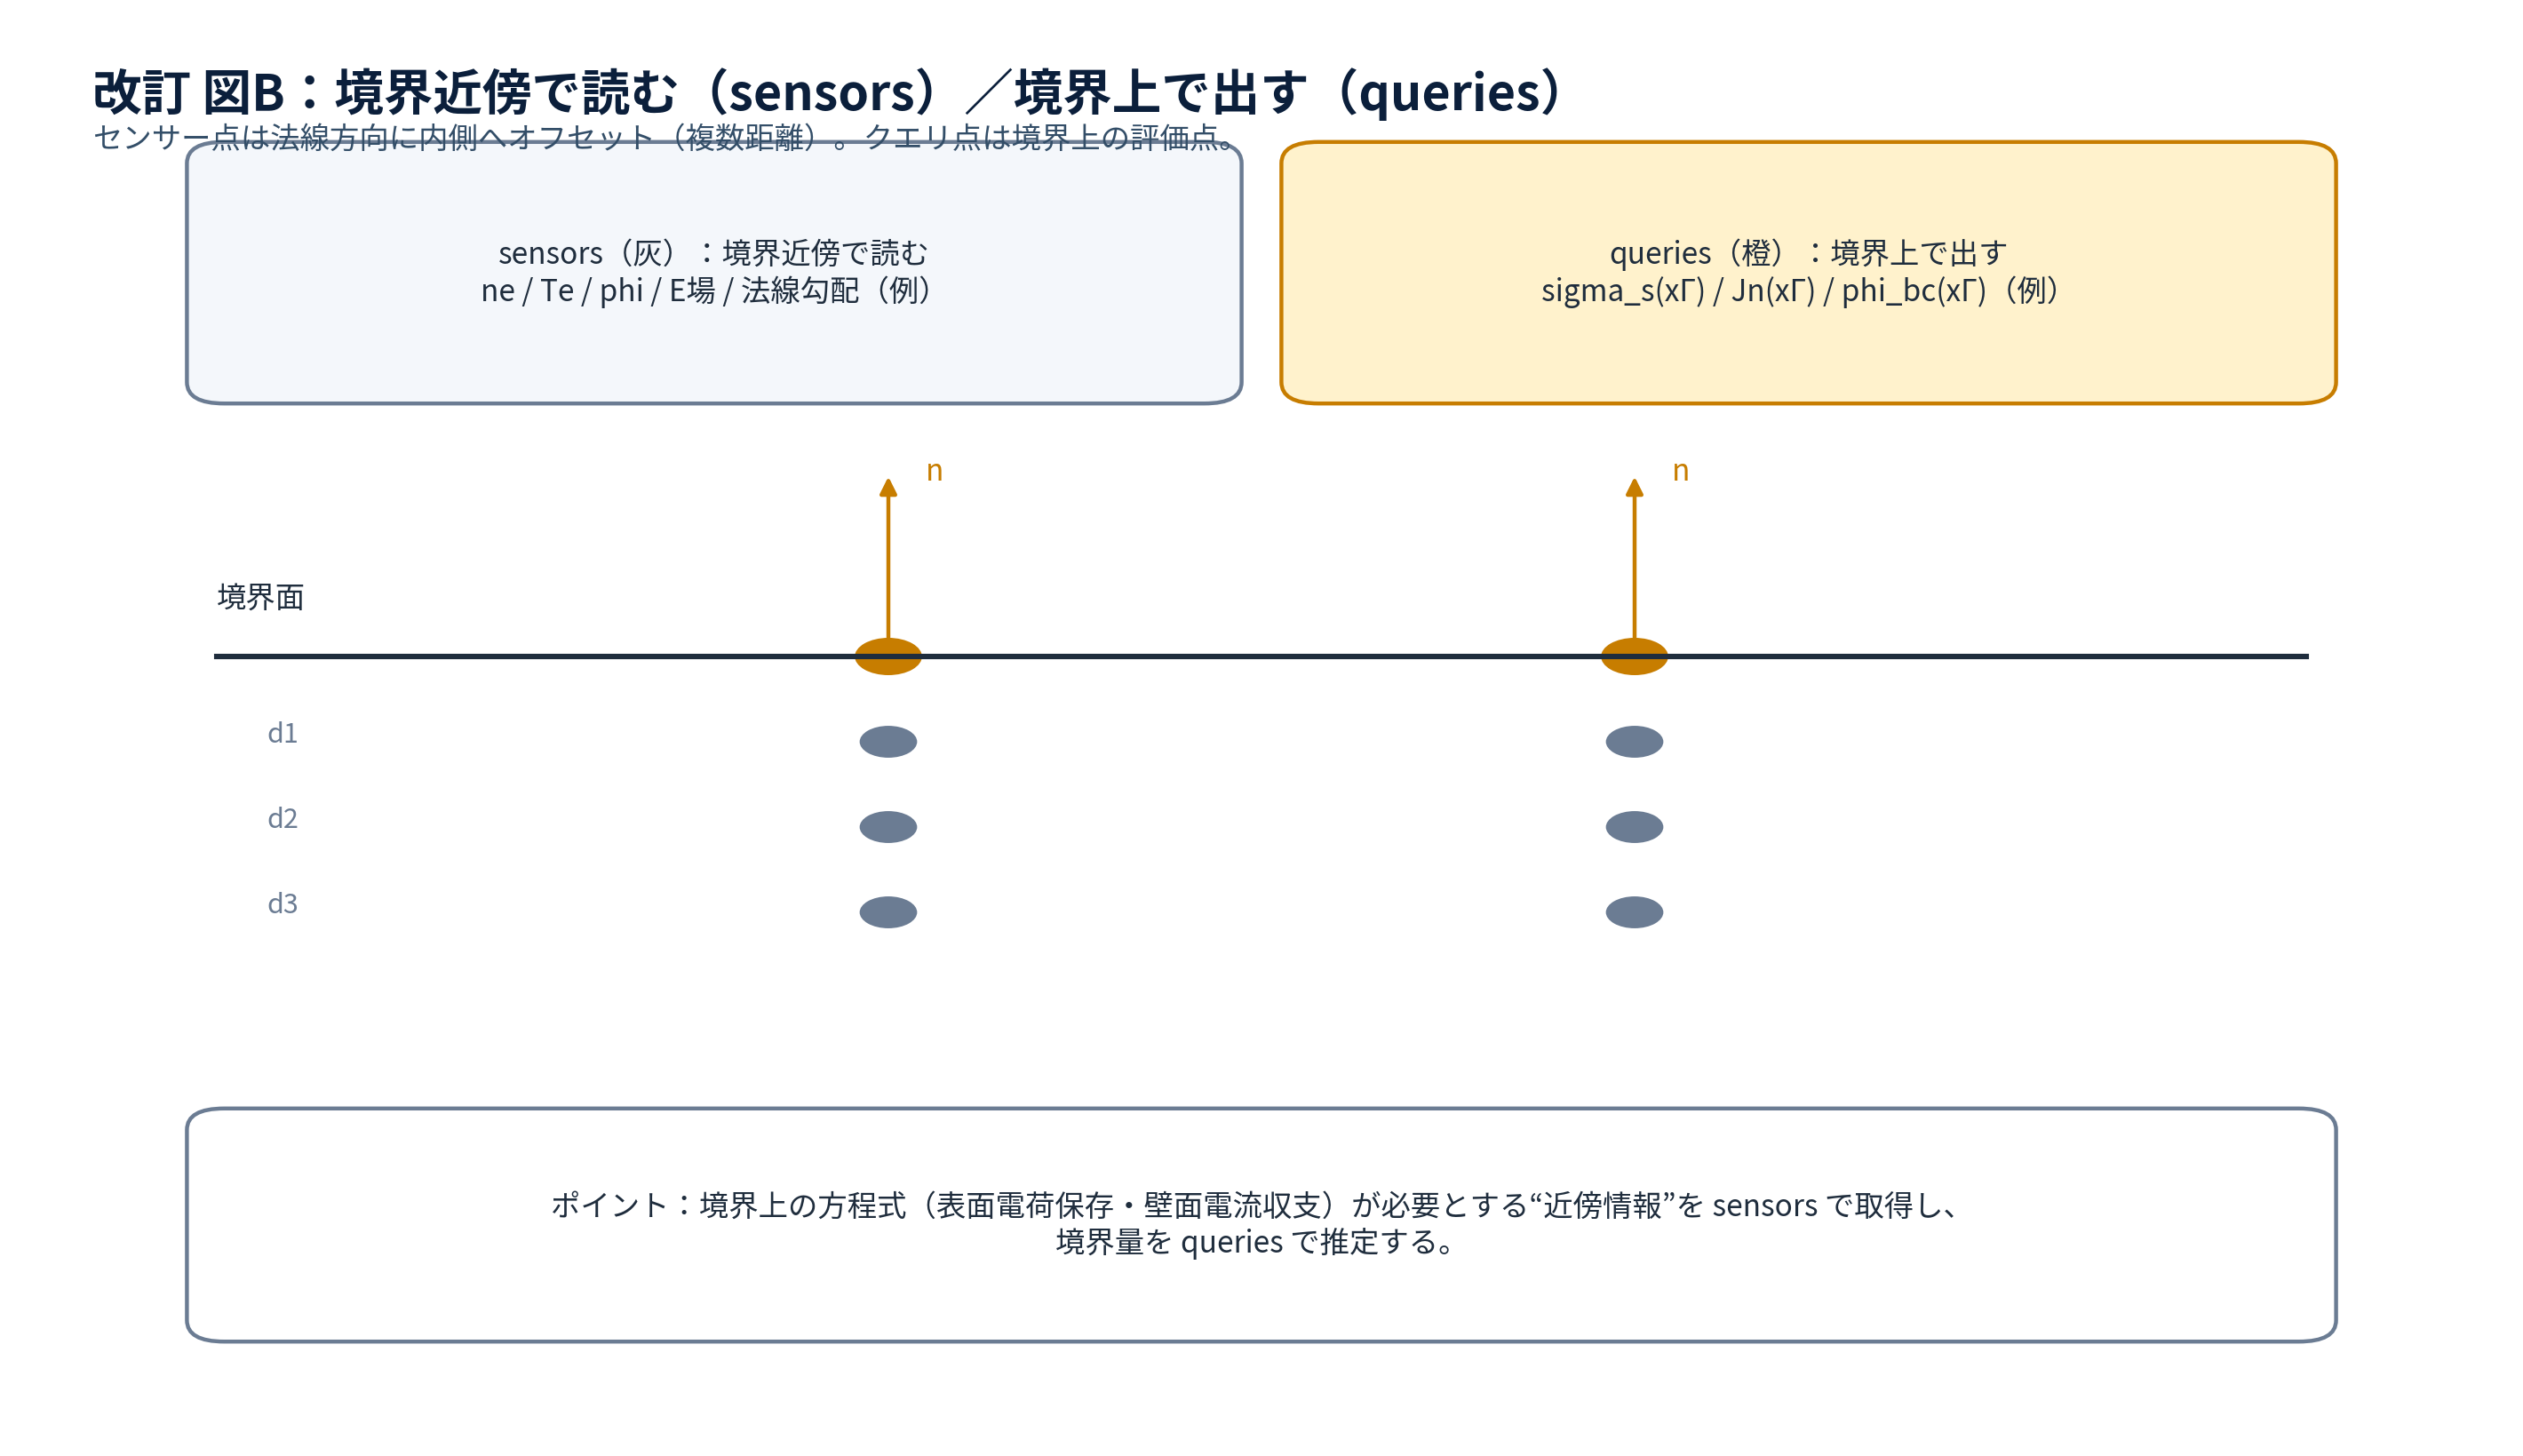 改訂 図B：境界近傍で読む（sensors）／境界上で出す（queries）
センサー点は法線方向に内側へオフセット（複数距離）。クエリ点は境界上の評価点。
sensors（灰）：境界近傍で読む
ne / Te / phi / E場 / 法線勾配（例）
queries（橙）：境界上で出す
sigma_s(xΓ) / Jn(xΓ) / phi_bc(xΓ)（例）
n
n
境界面
d1
d2
d3
ポイント：境界上の方程式（表面電荷保存・壁面電流収支）が必要とする“近傍情報”を sensors で取得し、
境界量を queries で推定する。